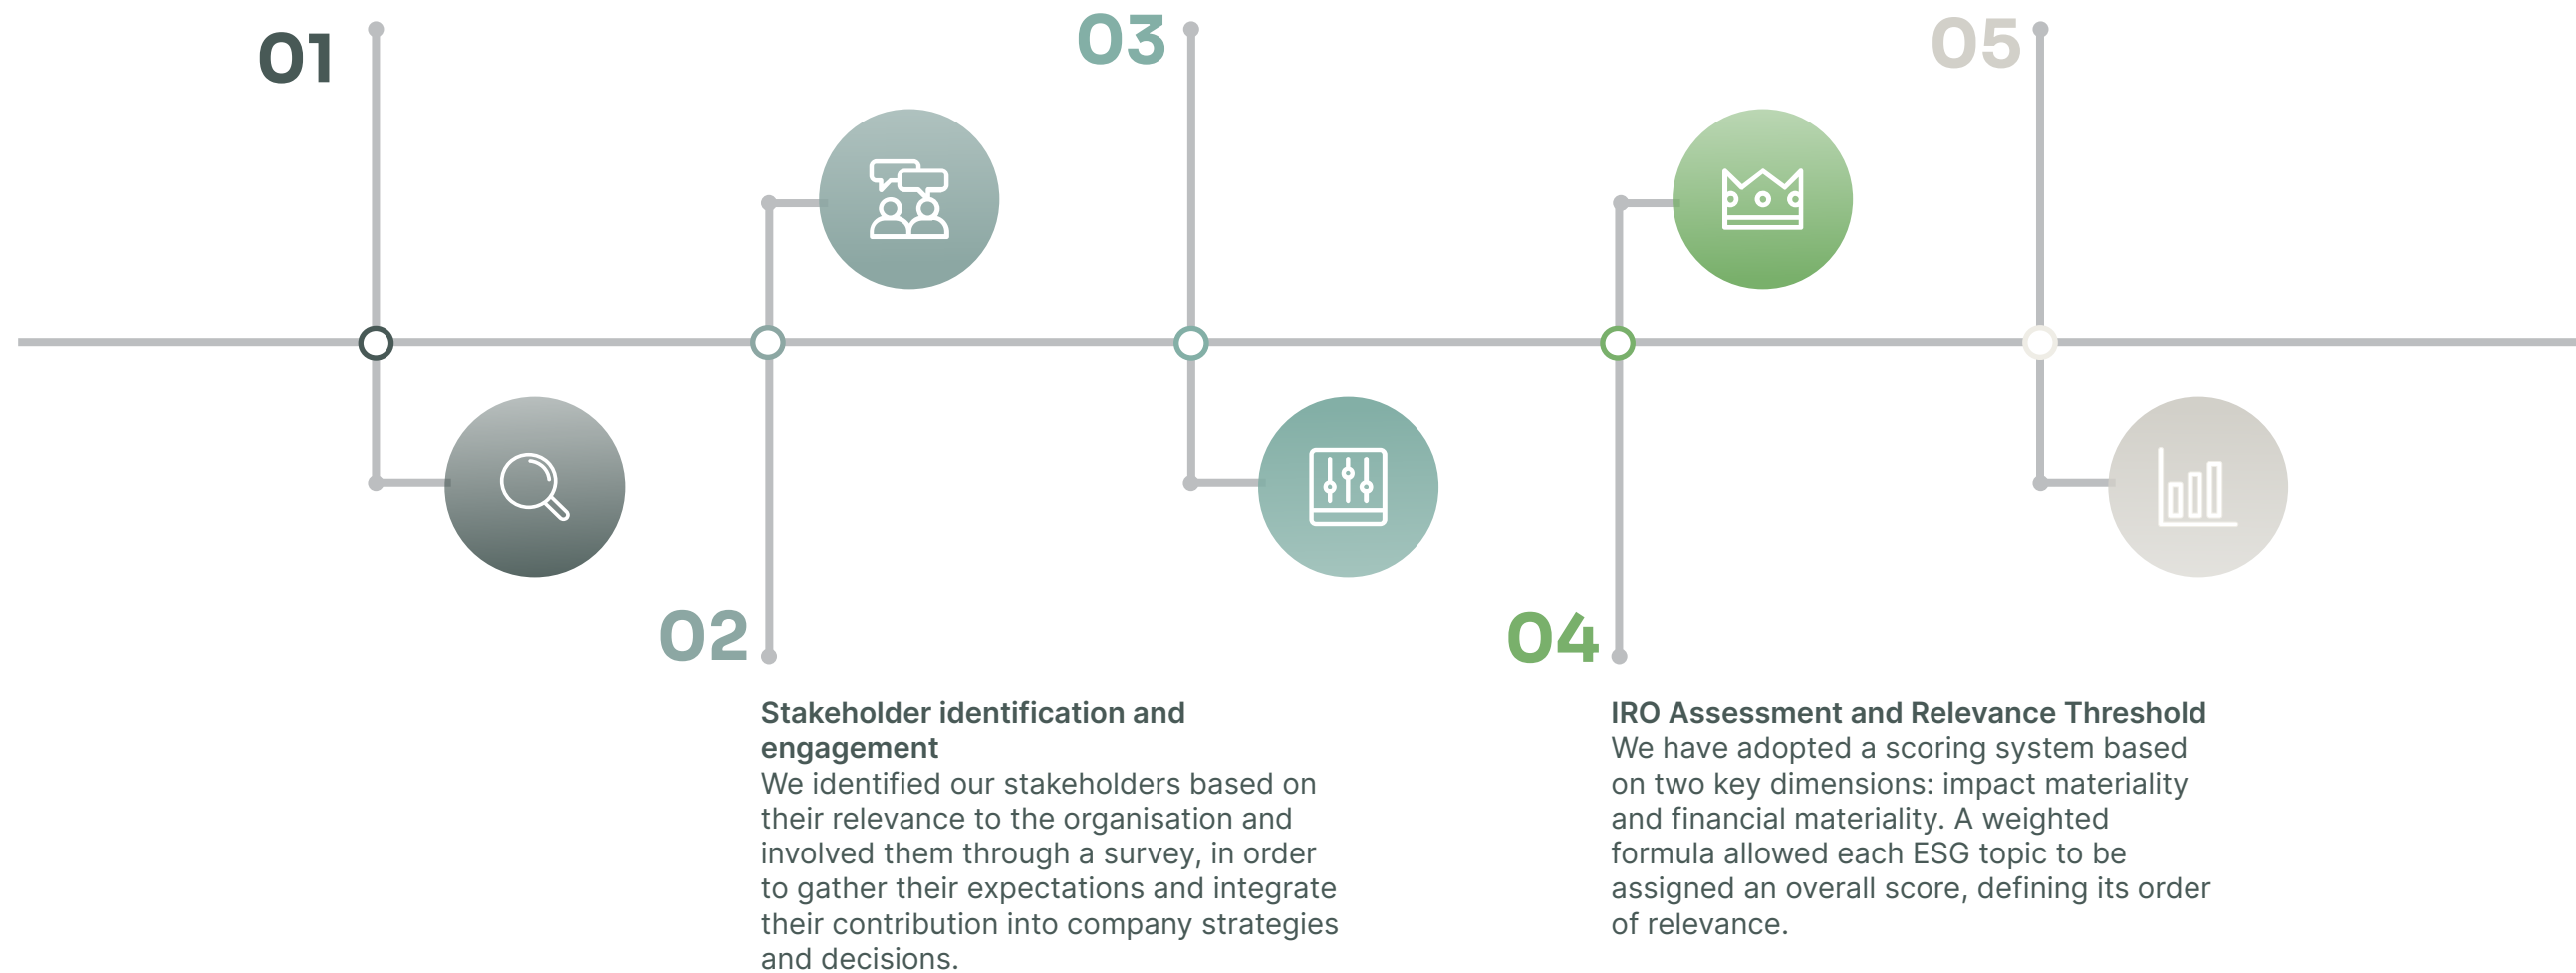 01
03
05
02
04
Stakeholder identification and
engagement
We identified our stakeholders based on
their relevance to the organisation and
involved them through a survey, in order
to gather their expectations and integrate
their contribution into company strategies
and decisions.
IRO Assessment and Relevance Threshold
We have adopted a scoring system based
on two key dimensions: impact materiality
and financial materiality. A weighted
formula allowed each ESG topic to be
assigned an overall score, defining its order
of relevance.